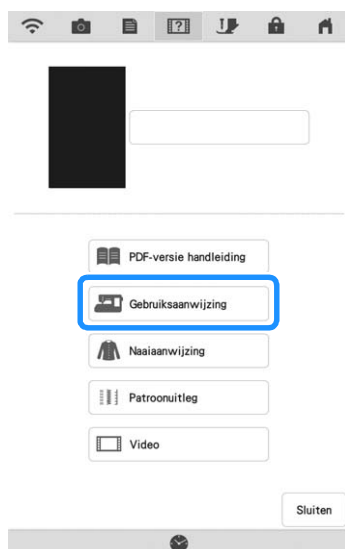 PDF-versie handleiding
Gebruiksaanwijzing
Naaiaanwijzing
Patroonuitleg
Video
Sluiten